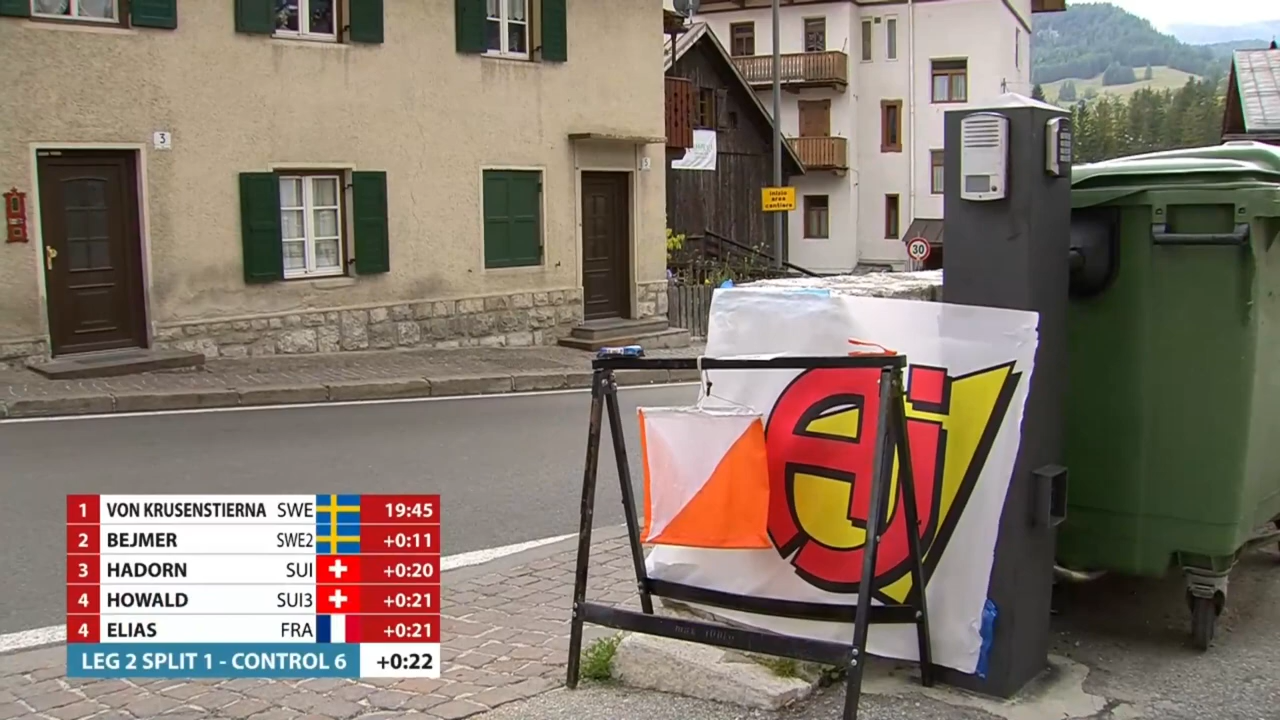 3
5
inizio
area
cantiere
30
1 VON KRUSENSTIERNA SWE 19:45
2 BEJMER SWE2 +0:11
3 HADORN SUI +0:20
4 HOWALD SUI3 +0:21
4 ELIAS FRA +0:21
LEG 2 SPLIT 1 - CONTROL 6 +0:22